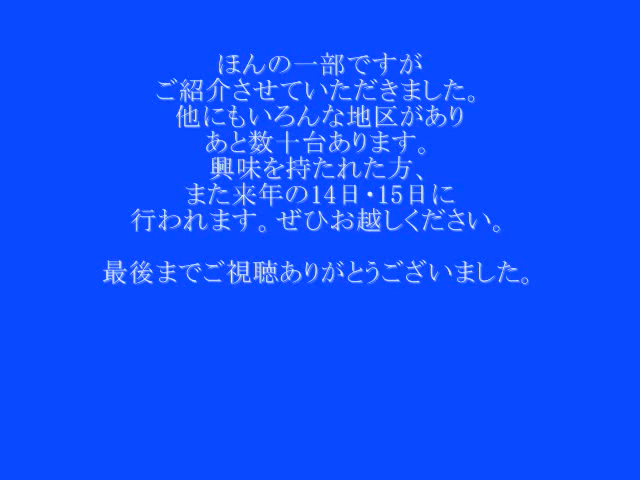 ほんの一部ですが
ご紹介させていただきました。
他にもいろんな地区があり
あと数十台あります。
興味を持たれた方、
また来年の14日・15日に
行われます。ぜひお越しください。
最後までご視聴ありがとうございました。